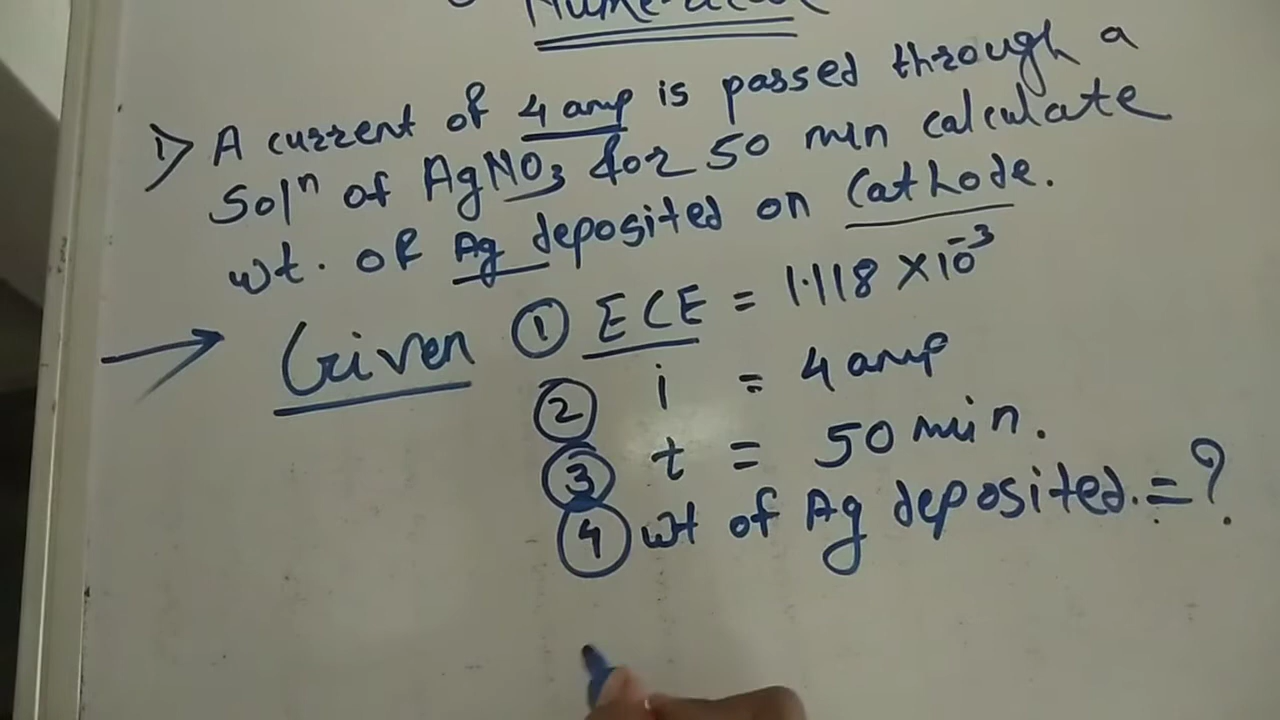 Numerical
1) A current of 4 amp is passed through a
Solⁿ of AgNO₃ for 50 min calculate
wt. of Ag deposited on Cathode.
→ Given ① ECE = 1.118 × 10⁻³
② i = 4 amp
③ t = 50 min.
④ wt of Ag deposited. = ?